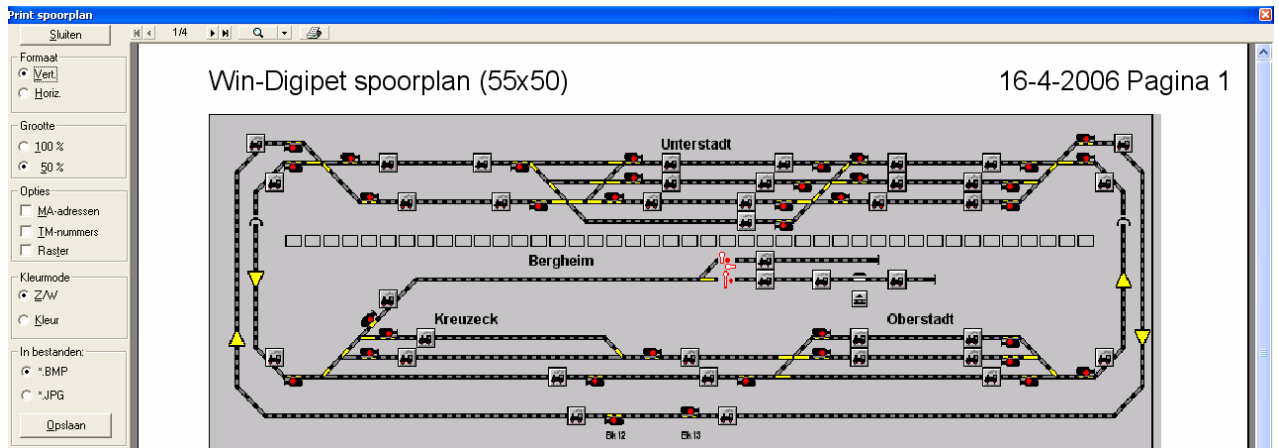 Print spoorplan
Sluiten
1/4
Formaat
Vert.
Horiz.
Grootte
100 %
50 %
Opties
MA-adressen
TM-nummers
Raster
Kleurmode
Z/W
Kleur
In bestanden:
*.BMP
*.JPG
Opslaan
Win-Digipet spoorplan (55x50)
16-4-2006 Pagina 1
Unterstadt
Bergheim
Kreuzeck
Oberstadt
Blk 12
Blk 13